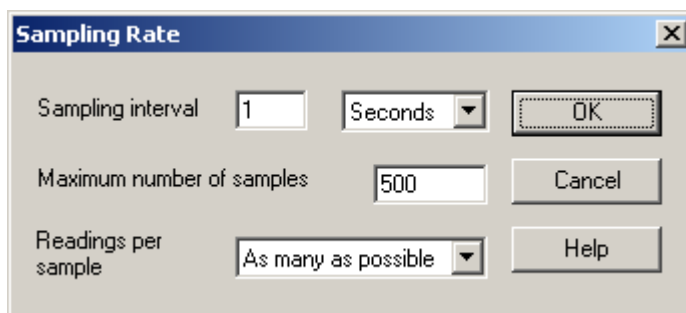 Sampling Rate
Sampling interval 1 Seconds OK
Maximum number of samples 500 Cancel
Readings per
sample As many as possible Help